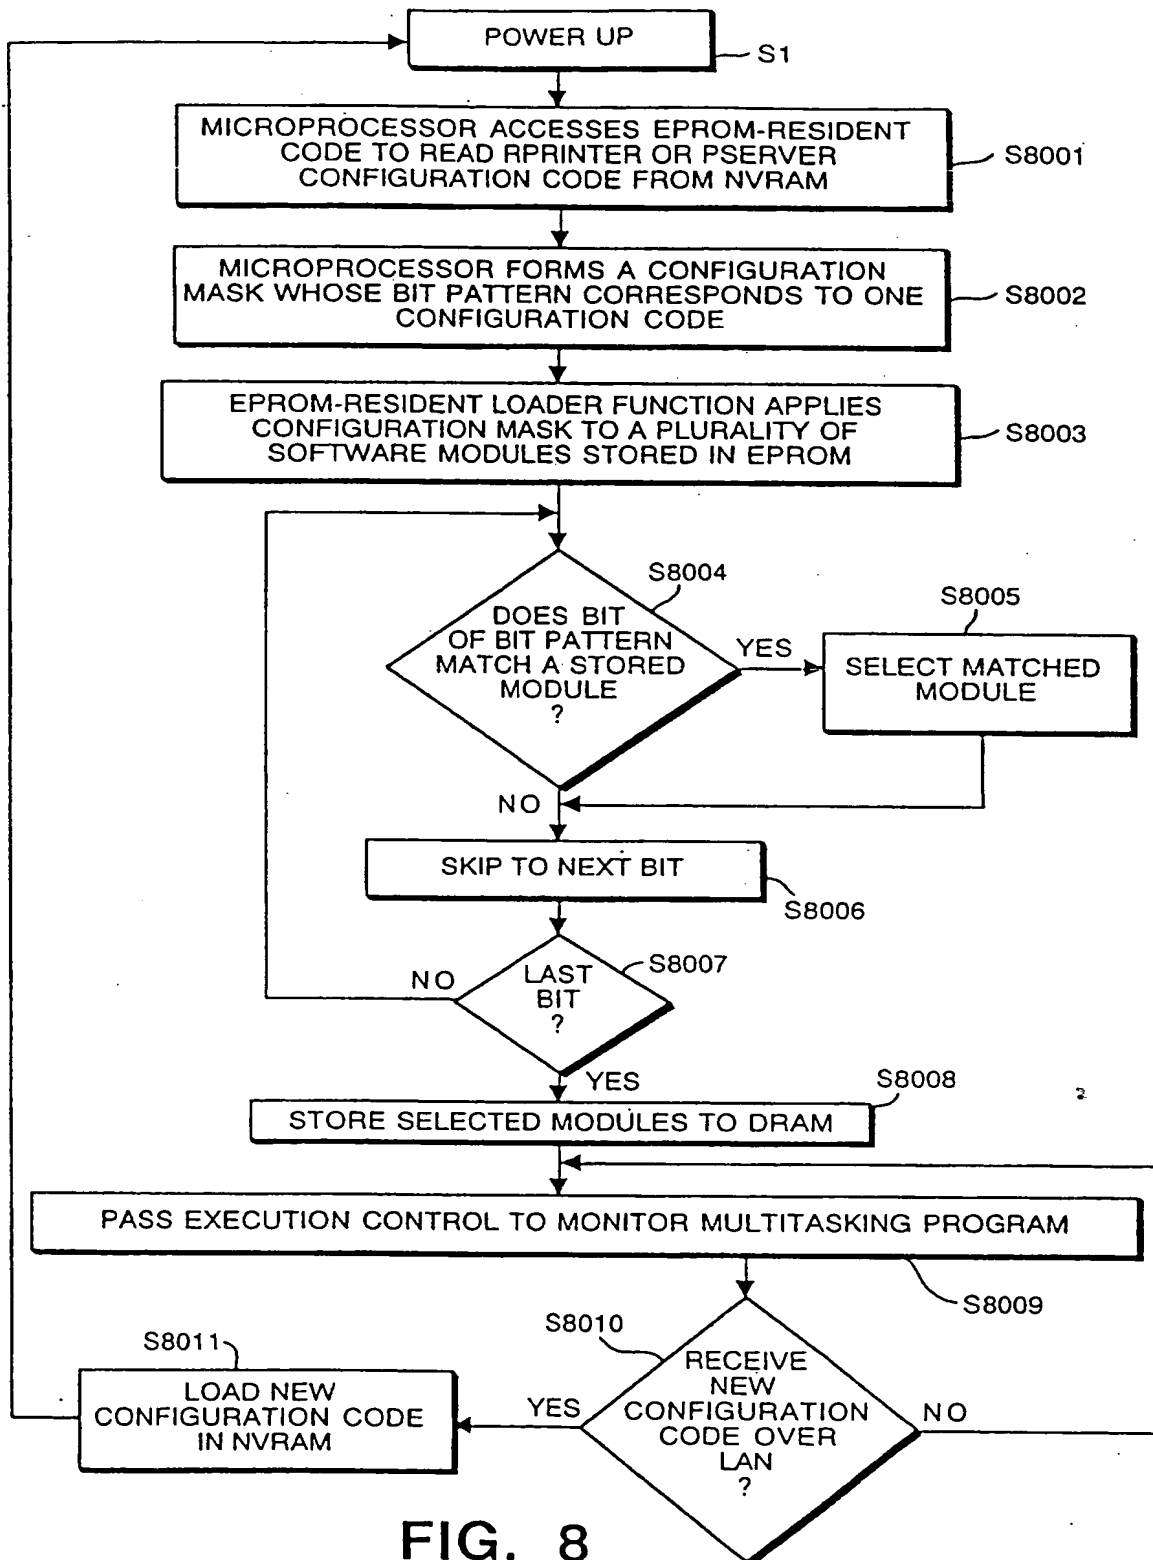 POWER UP
S1
MICROPROCESSOR ACCESSES EPROM-RESIDENT
CODE TO READ RPRINTER OR PSERVER
CONFIGURATION CODE FROM NVRAM
S8001
MICROPROCESSOR FORMS A CONFIGURATION
MASK WHOSE BIT PATTERN CORRESPONDS TO ONE
CONFIGURATION CODE
S8002
EPROM-RESIDENT LOADER FUNCTION APPLIES
CONFIGURATION MASK TO A PLURALITY OF
SOFTWARE MODULES STORED IN EPROM
S8003
S8004
DOES BIT
OF BIT PATTERN
MATCH A STORED
MODULE
?
YES
S8005
SELECT MATCHED
MODULE
NO
SKIP TO NEXT BIT
S8006
S8007
LAST
BIT
?
NO
YES
S8008
STORE SELECTED MODULES TO DRAM
PASS EXECUTION CONTROL TO MONITOR MULTITASKING PROGRAM
S8009
S8010
RECEIVE
NEW
CONFIGURATION
CODE OVER
LAN
?
YES
NO
S8011
LOAD NEW
CONFIGURATION CODE
IN NVRAM
FIG. 8